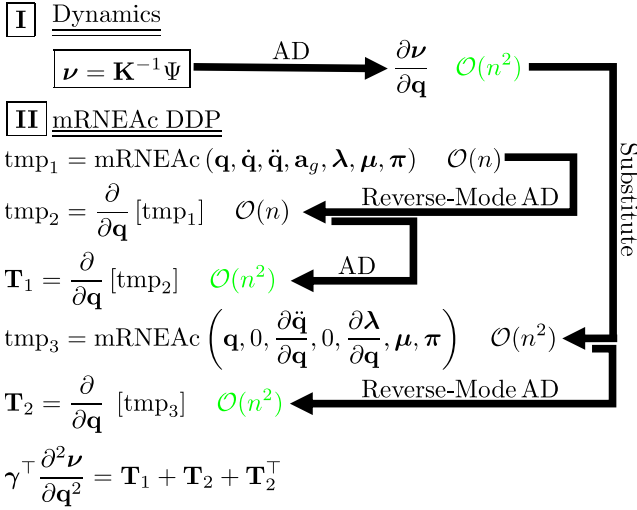 I Dynamics
AD
𝝂 = 𝐊⁻¹Ψ
∂𝝂/∂𝐪 𝒪(n²)
II mRNEAc DDP
Substitute
tmp₁ = mRNEAc (𝐪, 𝐪̇, 𝐪̈, 𝐚_g, 𝝀, 𝝁, 𝝅) 𝒪(n)
Reverse-Mode AD
tmp₂ = ∂/∂𝐪 [tmp₁] 𝒪(n)
AD
𝐓₁ = ∂/∂𝐪 [tmp₂] 𝒪(n²)
tmp₃ = mRNEAc (𝐪, 0, ∂𝐪̈/∂𝐪, 0, ∂𝝀/∂𝐪, 𝝁, 𝝅) 𝒪(n²)
Reverse-Mode AD
𝐓₂ = ∂/∂𝐪 [tmp₃] 𝒪(n²)
𝜸^⊤ ∂²𝝂/∂𝐪² = 𝐓₁ + 𝐓₂ + 𝐓₂^⊤